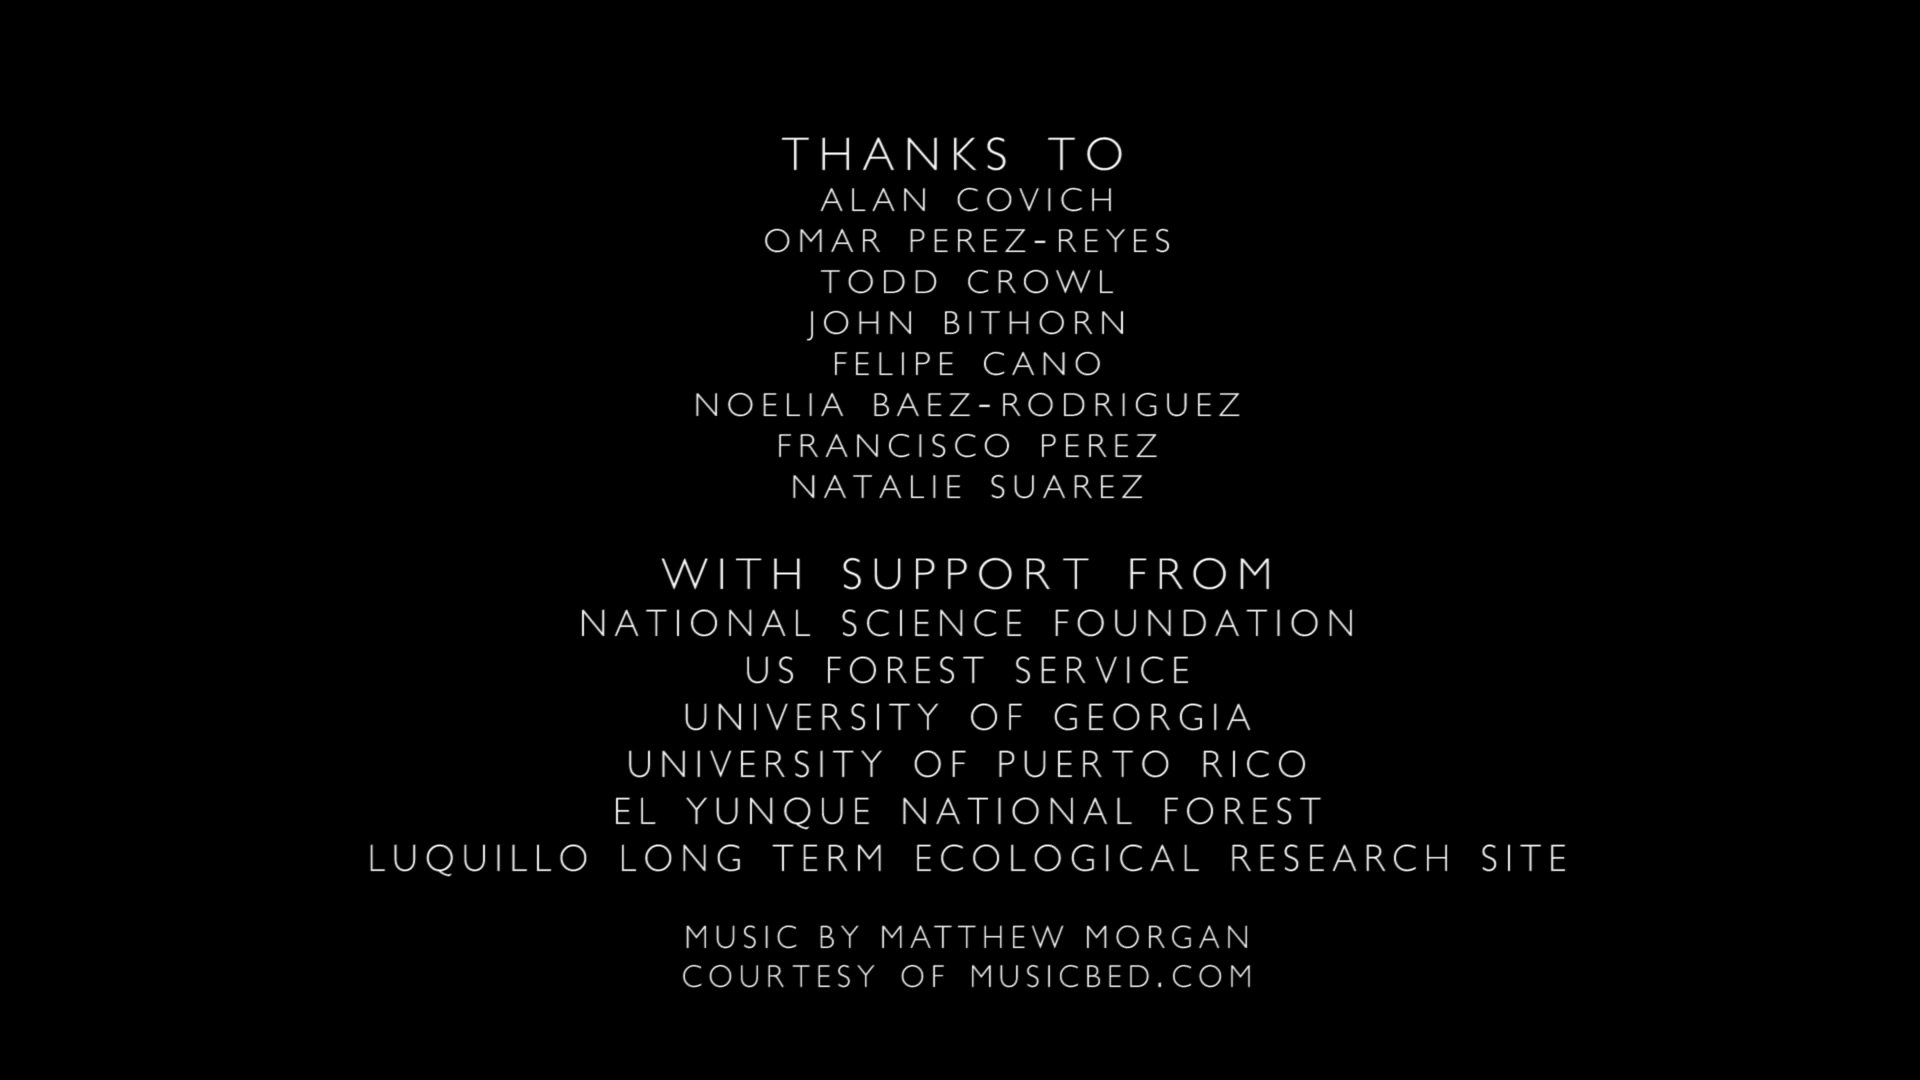 THANKS TO
ALAN COVICH
OMAR PEREZ-REYES
TODD CROWL
JOHN BITHORN
FELIPE CANO
NOELIA BAEZ-RODRIGUEZ
FRANCISCO PEREZ
NATALIE SUAREZ
WITH SUPPORT FROM
NATIONAL SCIENCE FOUNDATION
US FOREST SERVICE
UNIVERSITY OF GEORGIA
UNIVERSITY OF PUERTO RICO
EL YUNQUE NATIONAL FOREST
LUQUILLO LONG TERM ECOLOGICAL RESEARCH SITE
MUSIC BY MATTHEW MORGAN
COURTESY OF MUSICBED.COM